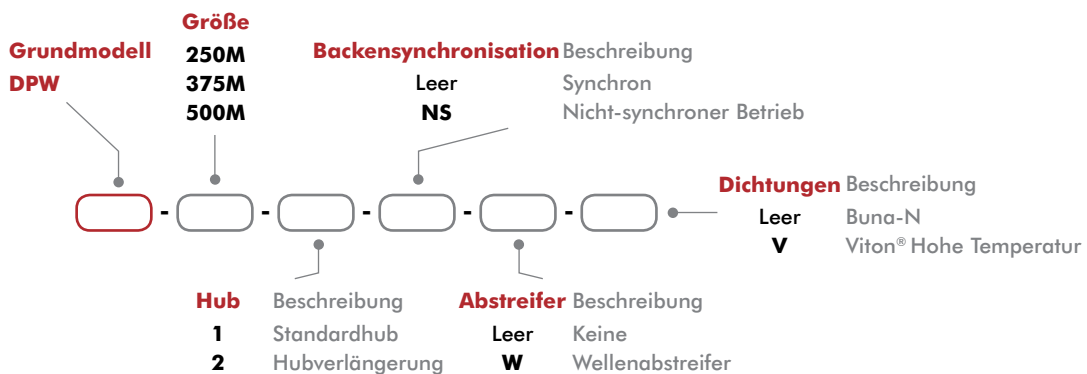 Größe
Grundmodell 250M Backensynchronisation Beschreibung
DPW 375M Leer Synchron
500M NS Nicht-synchroner Betrieb
- - - - -
Dichtungen Beschreibung
Leer Buna-N
V Viton® Hohe Temperatur
Hub Beschreibung Abstreifer Beschreibung
1 Standardhub Leer Keine
2 Hubverlängerung W Wellenabstreifer